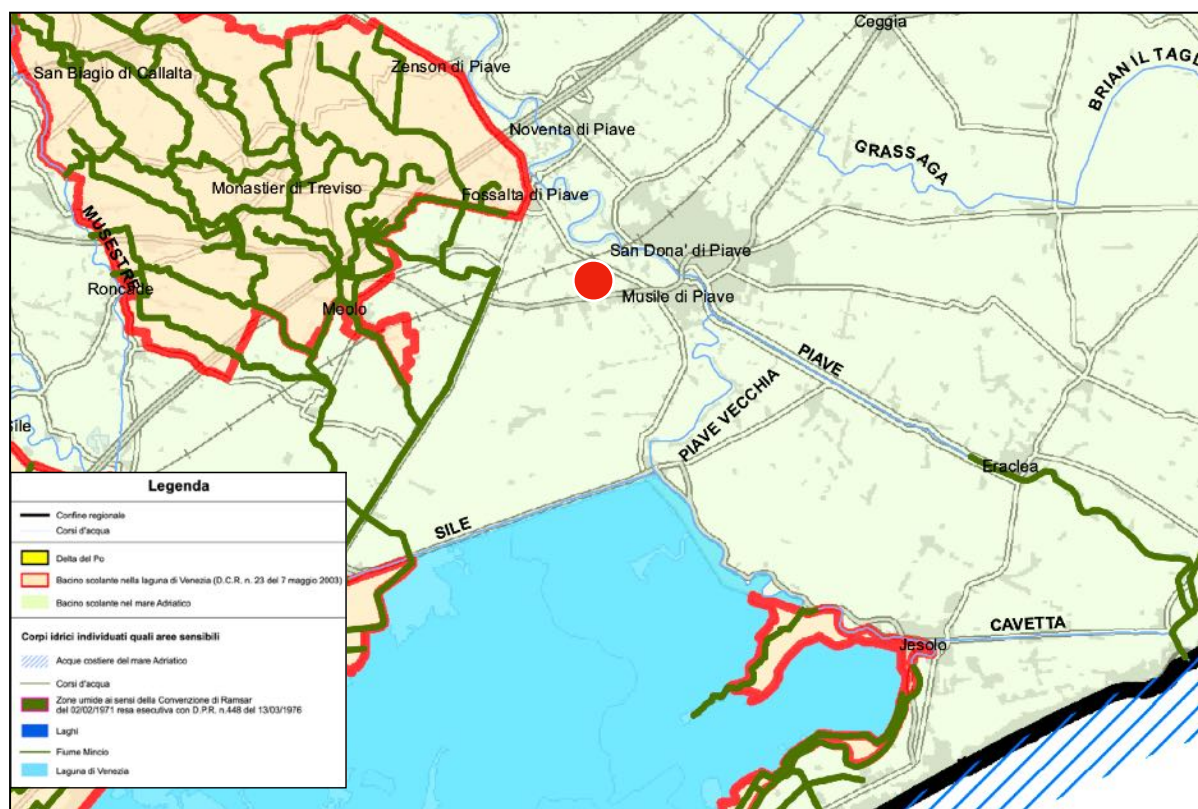 Ceggia
Zenson di Piave
San Biagio di Callalta
BRIAN IL TAGL
Noventa di Piave
GRASSAGA
Monastier di Treviso
Fossalta di Piave
MUSESTRE
San Dona' di Piave
Roncade
Musile di Piave
Meolo
PIAVE
PIAVE VECCHIA
Sile
Eraclea
SILE
CAVETTA
Jesolo
Legenda
Confine regionale
Corsi d'acqua
Delta del Po
Bacino scolante nella laguna di Venezia (D.C.R. n. 23 del 7 maggio 2003)
Bacino scolante nel mare Adriatico
Corpi idrici individuati quali aree sensibili
Acque costiere del mare Adriatico
Corsi d'acqua
Zone umide ai sensi della Convenzione di Ramsar
del 02/02/1971 resa esecutiva con D.P.R. n.448 del 13/03/1976
Laghi
Fiume Mincio
Laguna di Venezia